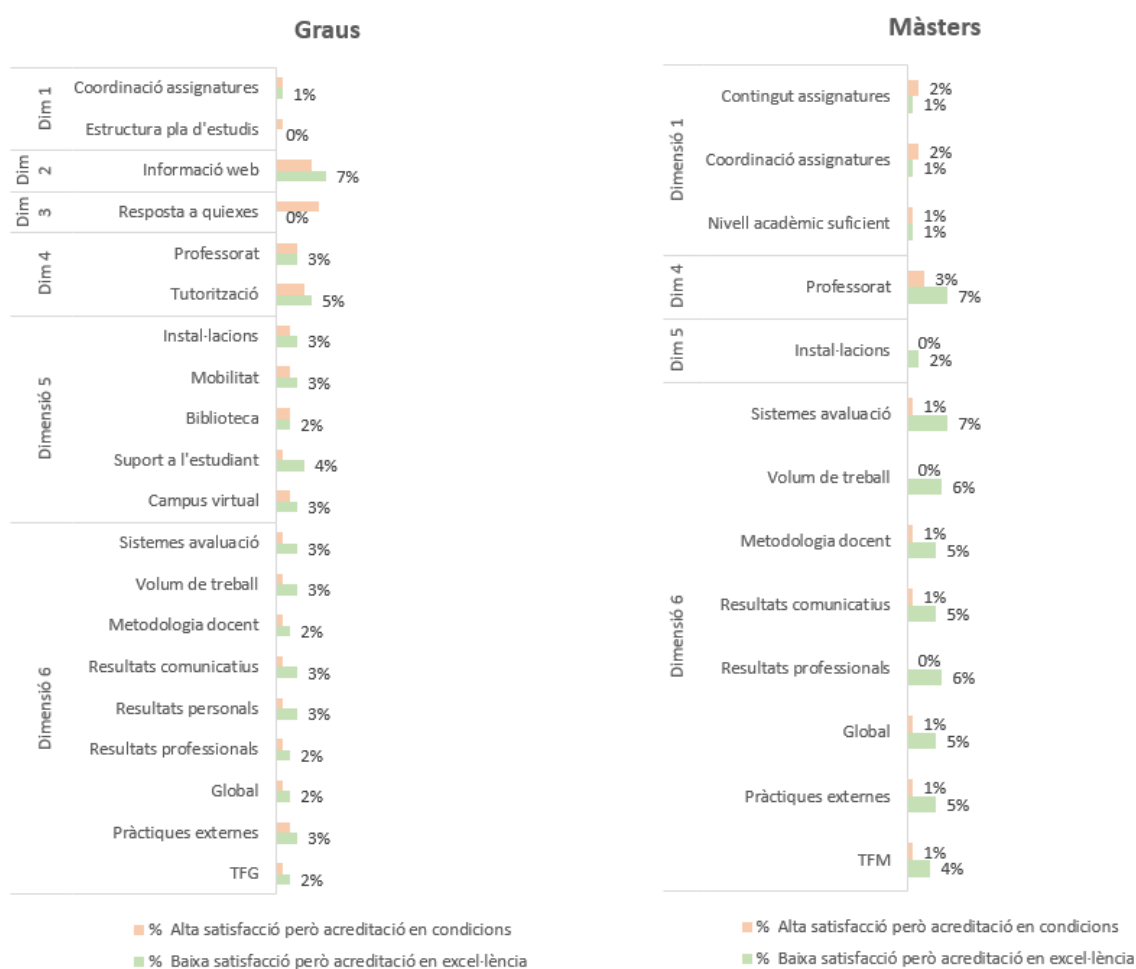 Graus
Dim 1
Coordinació assignatures
1%
Estructura pla d'estudis
0%
Dim 2
Informació web
7%
Dim 3
Resposta a quiexes
0%
Dim 4
Professorat
3%
Tutorització
5%
Dimensió 5
Instal·lacions
3%
Mobilitat
3%
Biblioteca
2%
Suport a l'estudiant
4%
Campus virtual
3%
Dimensió 6
Sistemes avaluació
3%
Volum de treball
3%
Metodologia docent
2%
Resultats comunicatius
3%
Resultats personals
3%
Resultats professionals
2%
Global
2%
Pràctiques externes
3%
TFG
2%
% Alta satisfacció però acreditació en condicions
% Baixa satisfacció però acreditació en excel·lència
Màsters
Dimensió 1
Contingut assignatures
2%
1%
Coordinació assignatures
2%
1%
Nivell acadèmic suficient
1%
1%
Dim 4
Professorat
3%
7%
Dim 5
Instal·lacions
0%
2%
Dimensió 6
Sistemes avaluació
1%
7%
Volum de treball
0%
6%
Metodologia docent
1%
5%
Resultats comunicatius
1%
5%
Resultats professionals
0%
6%
Global
1%
5%
Pràctiques externes
1%
5%
TFM
1%
4%
% Alta satisfacció però acreditació en condicions
% Baixa satisfacció però acreditació en excel·lència